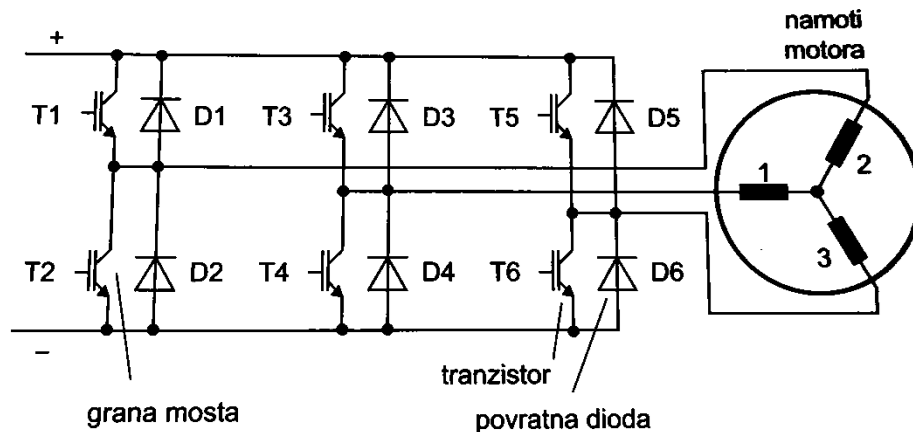 namoti
motora
+
T1
D1
T3
D3
T5
D5
1
2
3
T2
D2
T4
D4
T6
D6
–
tranzistor
grana mosta
povratna dioda